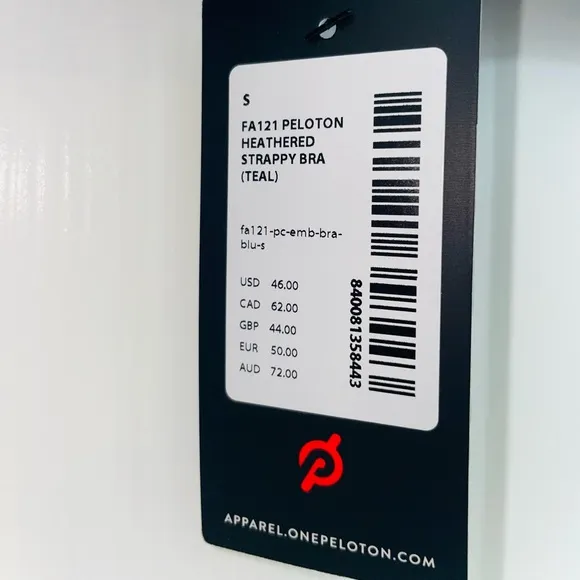 S
FA121 PELOTON
HEATHERED
STRAPPY BRA
(TEAL)
fa121-pc-emb-bra-
blu-s
USD 46.00
CAD 62.00
GBP 44.00
EUR 50.00
AUD 72.00
840081358443
APPAREL.ONEPELOTON.COM